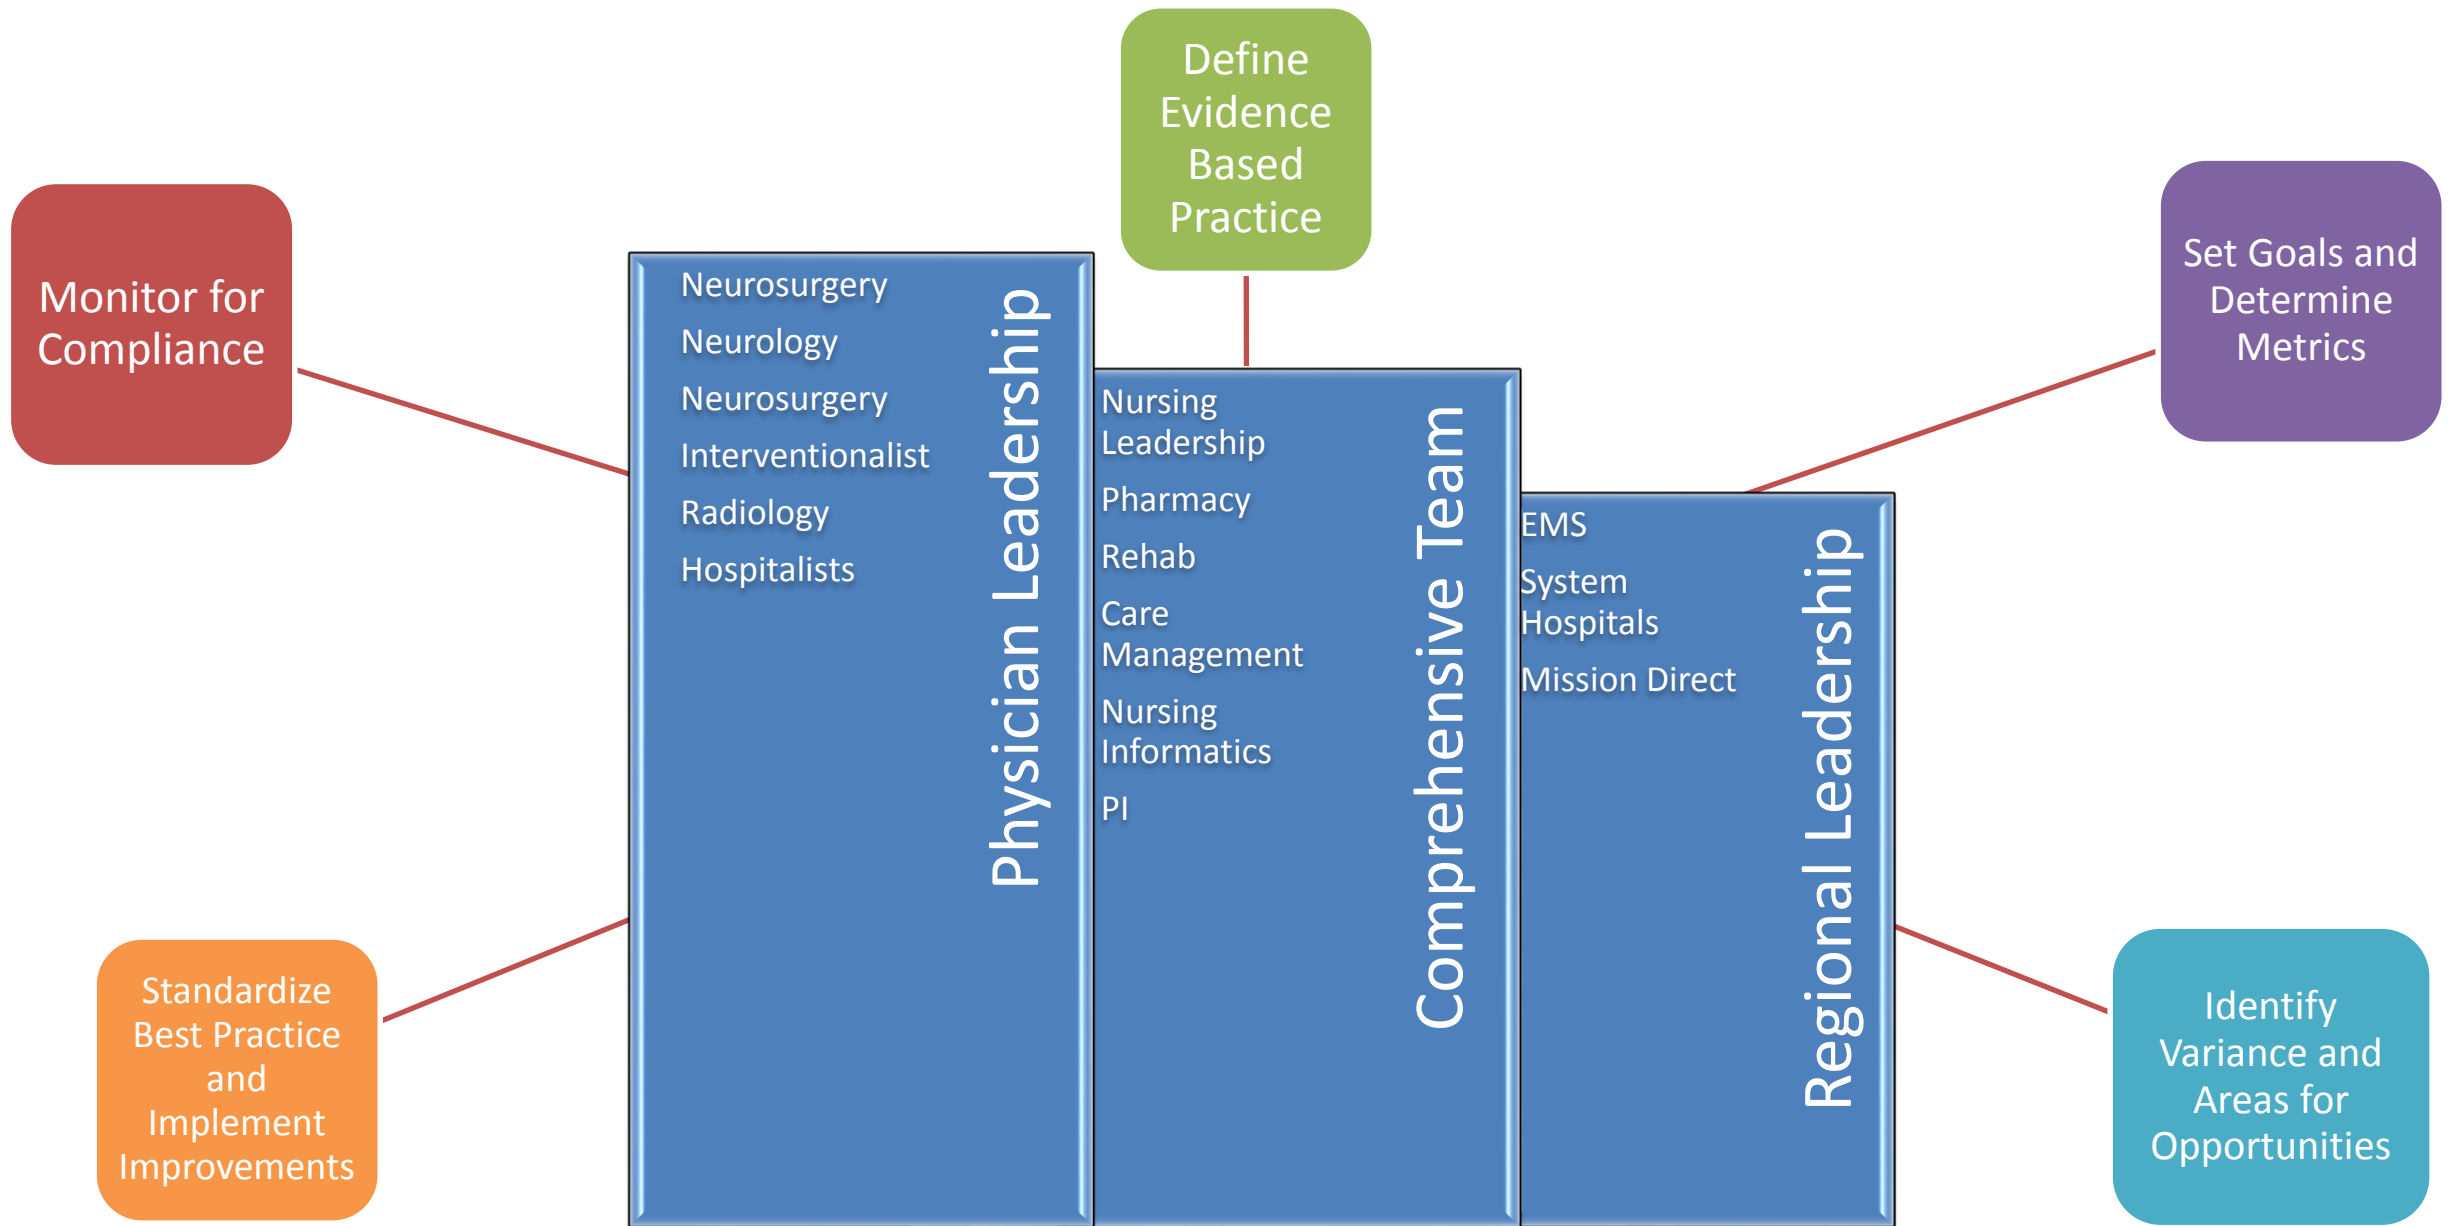 Define
Evidence
Based
Practice
Monitor for
Compliance
Set Goals and
Determine
Metrics
Neurosurgery
Neurology
Neurosurgery
Interventionalist
Radiology
Hospitalists
Physician Leadership
Nursing
Leadership
Pharmacy
Rehab
Care
Management
Nursing
Informatics
PI
Comprehensive Team
EMS
System
Hospitals
Mission Direct
Regional Leadership
Standardize
Best Practice
and
Implement
Improvements
Identify
Variance and
Areas for
Opportunities